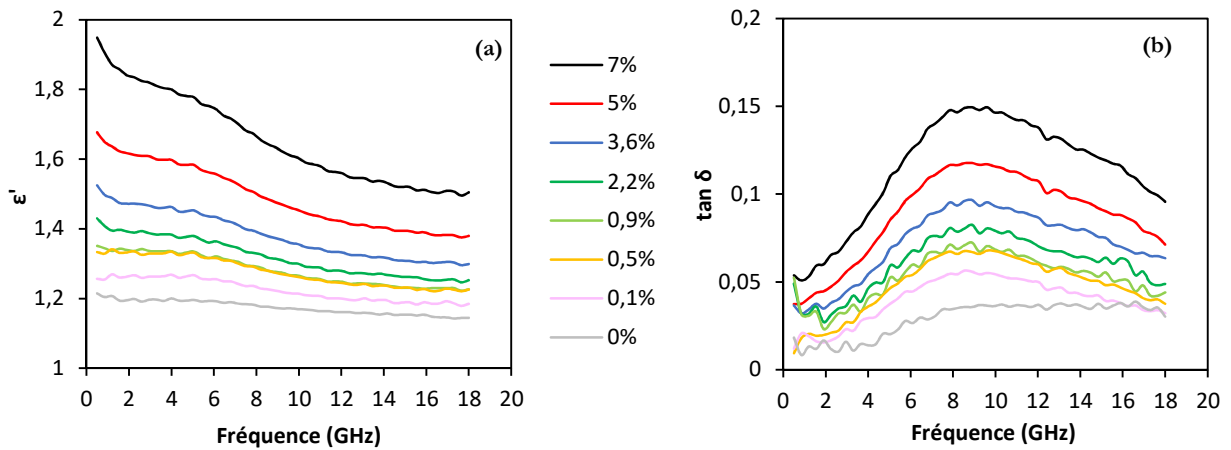 (a)
ε'
2
1,8
1,6
1,4
1,2
1
0 2 4 6 8 10 12 14 16 18 20
Fréquence (GHz)
7%
5%
3,6%
2,2%
0,9%
0,5%
0,1%
0%
(b)
tan δ
0,2
0,15
0,1
0,05
0
0 2 4 6 8 10 12 14 16 18 20
Fréquence (GHz)